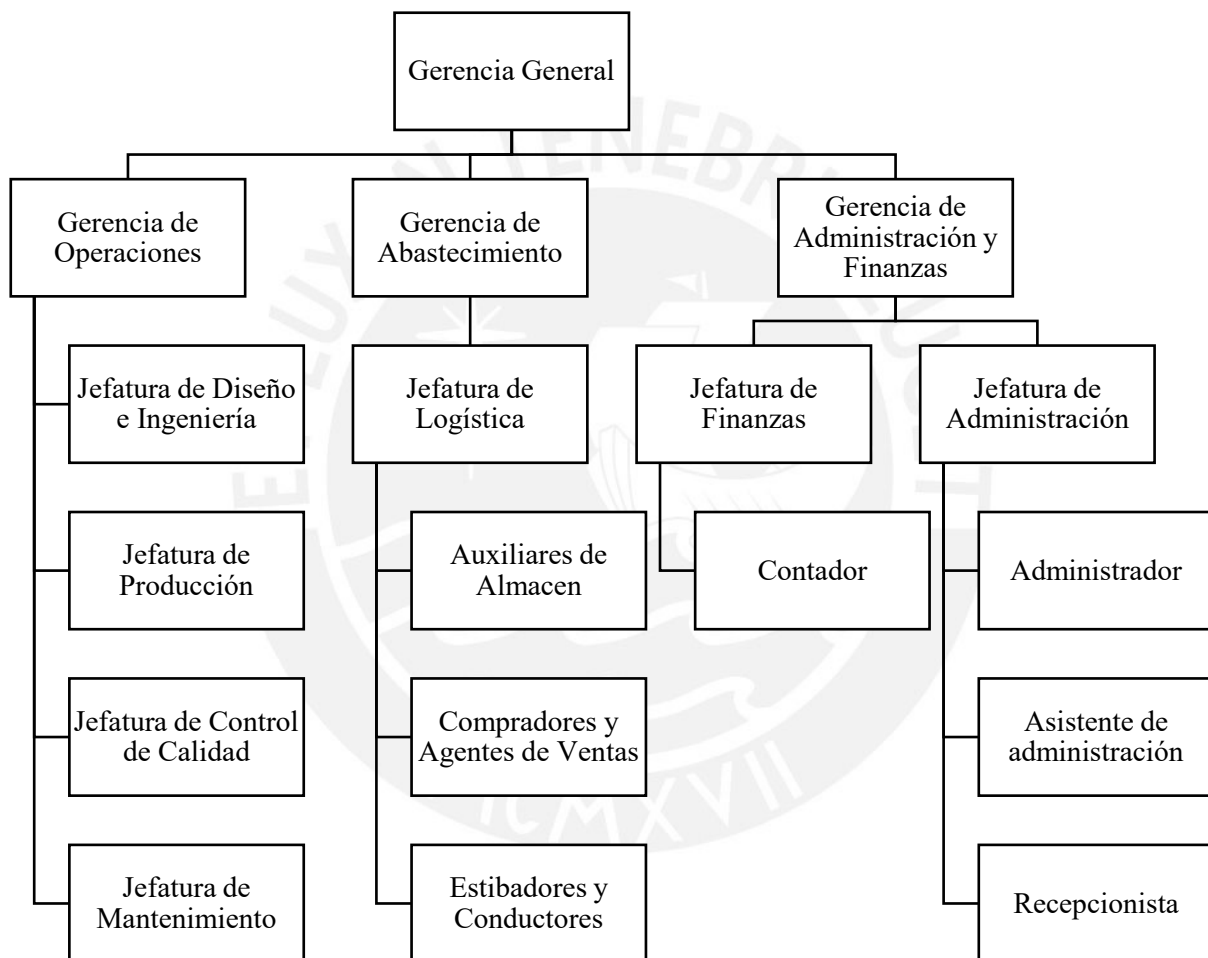 Gerencia General
Gerencia de
Operaciones
Gerencia de
Abastecimiento
Gerencia de
Administración y
Finanzas
Jefatura de Diseño
e Ingeniería
Jefatura de
Logística
Jefatura de
Finanzas
Jefatura de
Administración
Jefatura de
Producción
Auxiliares de
Almacen
Contador
Administrador
Jefatura de Control
de Calidad
Compradores y
Agentes de Ventas
Asistente de
administración
Jefatura de
Mantenimiento
Estibadores y
Conductores
Recepcionista